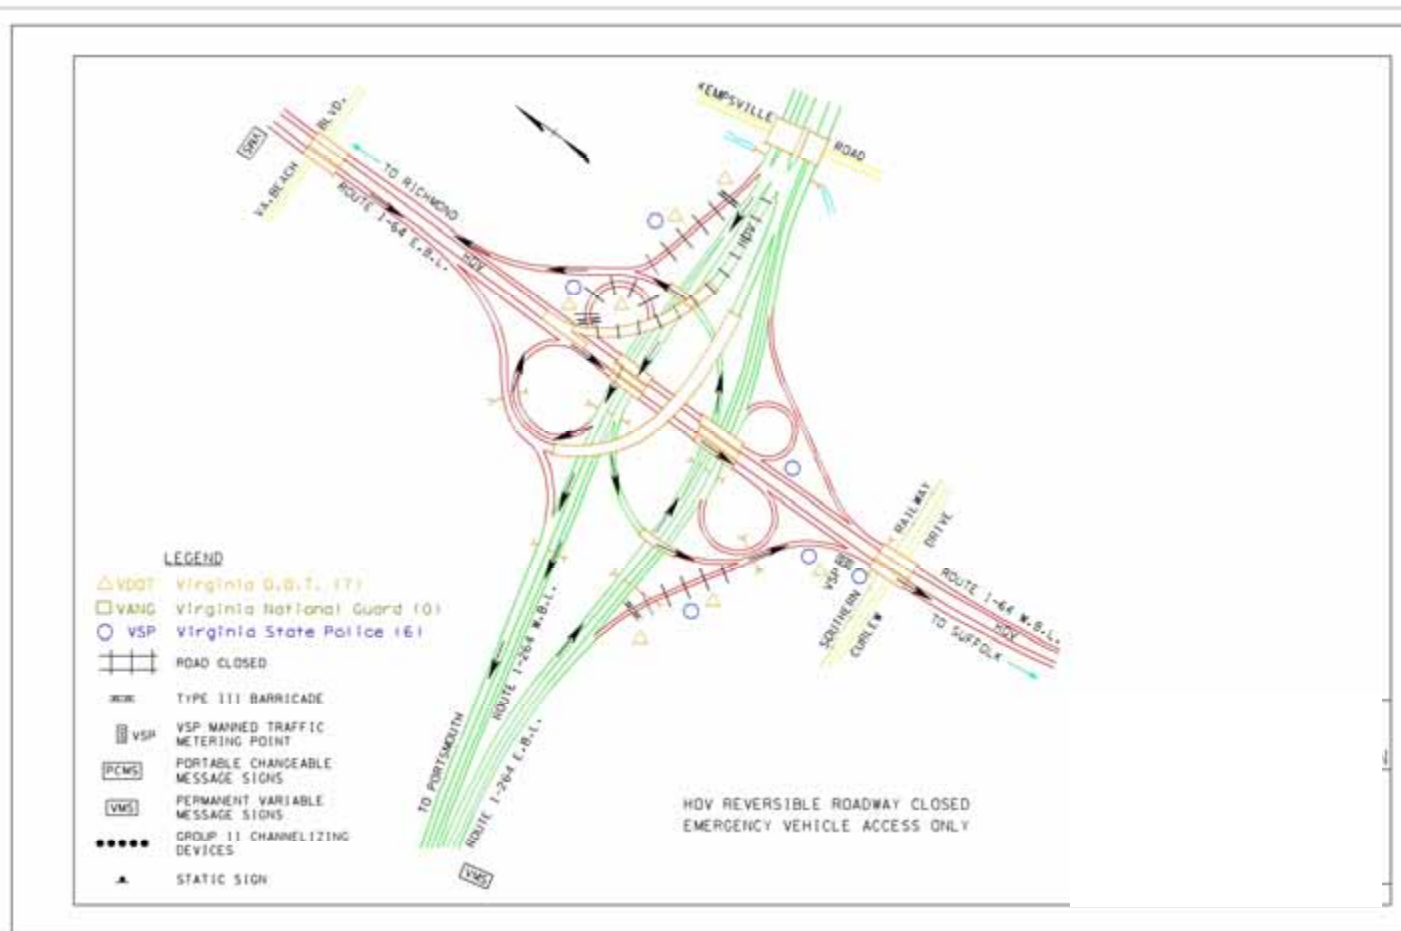 KEMPSVILLE
ROAD
BLVD.
VA.BEACH
VMS
TO RICHMOND
ROUTE I-64 E.B.L.
HOV
HOV
LEGEND
VDOT Virginia D.O.T. (7)
VANG Virginia National Guard (0)
VSP Virginia State Police (6)
ROAD CLOSED
TYPE III BARRICADE
VSP VSP MANNED TRAFFIC
METERING POINT
PCMS PORTABLE CHANGEABLE
MESSAGE SIGNS
VMS PERMANENT VARIABLE
MESSAGE SIGNS
GROUP II CHANNELIZING
DEVICES
STATIC SIGN
RAILWAY
DRIVE
VSP
SOUTHERN
CURLEW
ROUTE I-64 W.B.L.
HOV
TO SUFFOLK
ROUTE I-264 W.B.L.
TO PORTSMOUTH
ROUTE I-264 E.B.L.
VMS
HOV REVERSIBLE ROADWAY CLOSED
EMERGENCY VEHICLE ACCESS ONLY